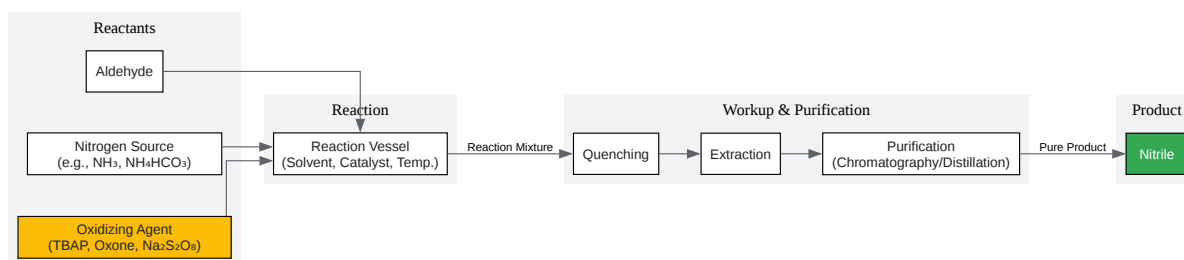 Reactants
Aldehyde
Nitrogen Source
(e.g., NH₃, NH₄HCO₃)
Oxidizing Agent
(TBAP, Oxone, Na₂S₂O₈)
Reaction
Reaction Vessel
(Solvent, Catalyst, Temp.)
Reaction Mixture
Workup & Purification
Quenching
Extraction
Purification
(Chromatography/Distillation)
Pure Product
Product
Nitrile